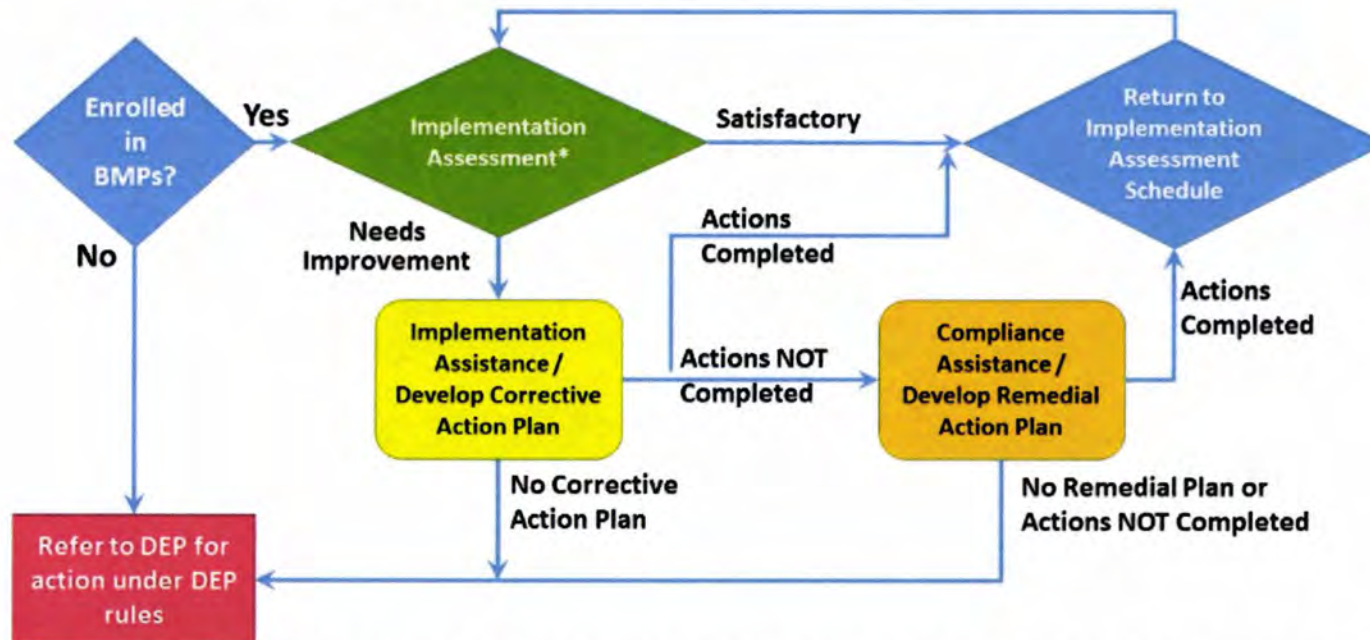 Enrolled
in
BMPs?
Yes
No
Implementation
Assessment*
Satisfactory
Return to
Implementation
Assessment
Schedule
Needs
Improvement
Actions
Completed
Implementation
Assistance /
Develop Corrective
Action Plan
Actions NOT
Completed
Compliance
Assistance /
Develop Remedial
Action Plan
Actions
Completed
No Corrective
Action Plan
No Remedial Plan or
Actions NOT Completed
Refer to DEP for
action under DEP
rules